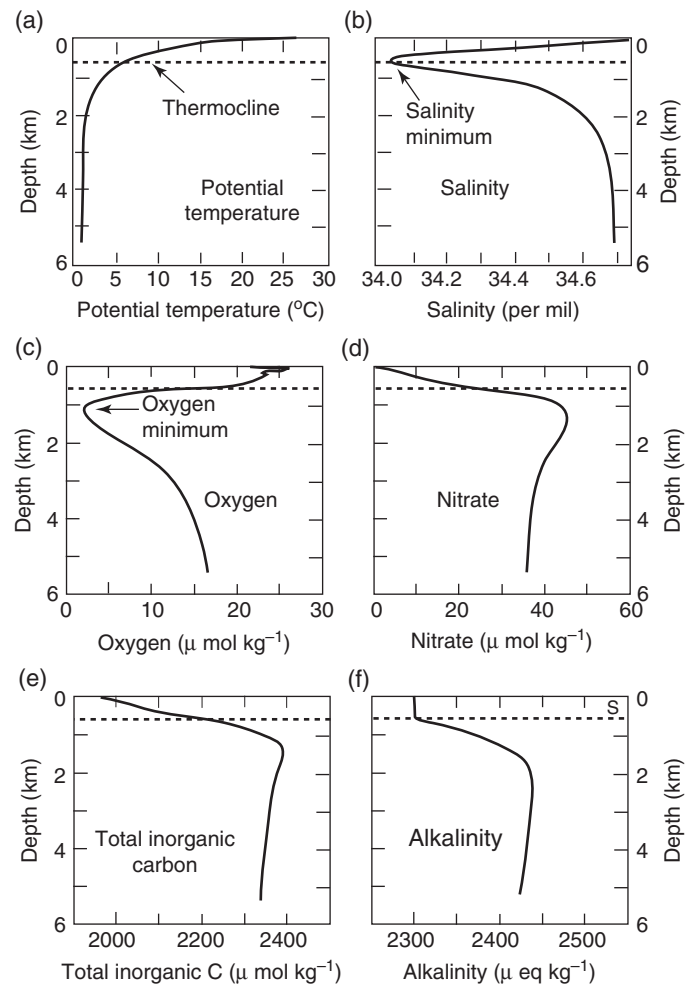 (a)
0
2
4
6
Depth (km)
Thermocline
Potential
temperature
0 5 10 15 20 25 30
Potential temperature (°C)
(b)
0
2
4
6
Depth (km)
Salinity
minimum
Salinity
34.0 34.2 34.4 34.6
Salinity (per mil)
(c)
0
2
4
6
Depth (km)
Oxygen
minimum
Oxygen
0 10 20 30
Oxygen (μ mol kg⁻¹)
(d)
0
2
4
6
Depth (km)
Nitrate
0 20 40 60
Nitrate (μ mol kg⁻¹)
(e)
0
2
4
6
Depth (km)
Total inorganic
carbon
2000 2200 2400
Total inorganic C (μ mol kg⁻¹)
(f)
S
0
2
4
6
Depth (km)
Alkalinity
2300 2400 2500
Alkalinity (μ eq kg⁻¹)